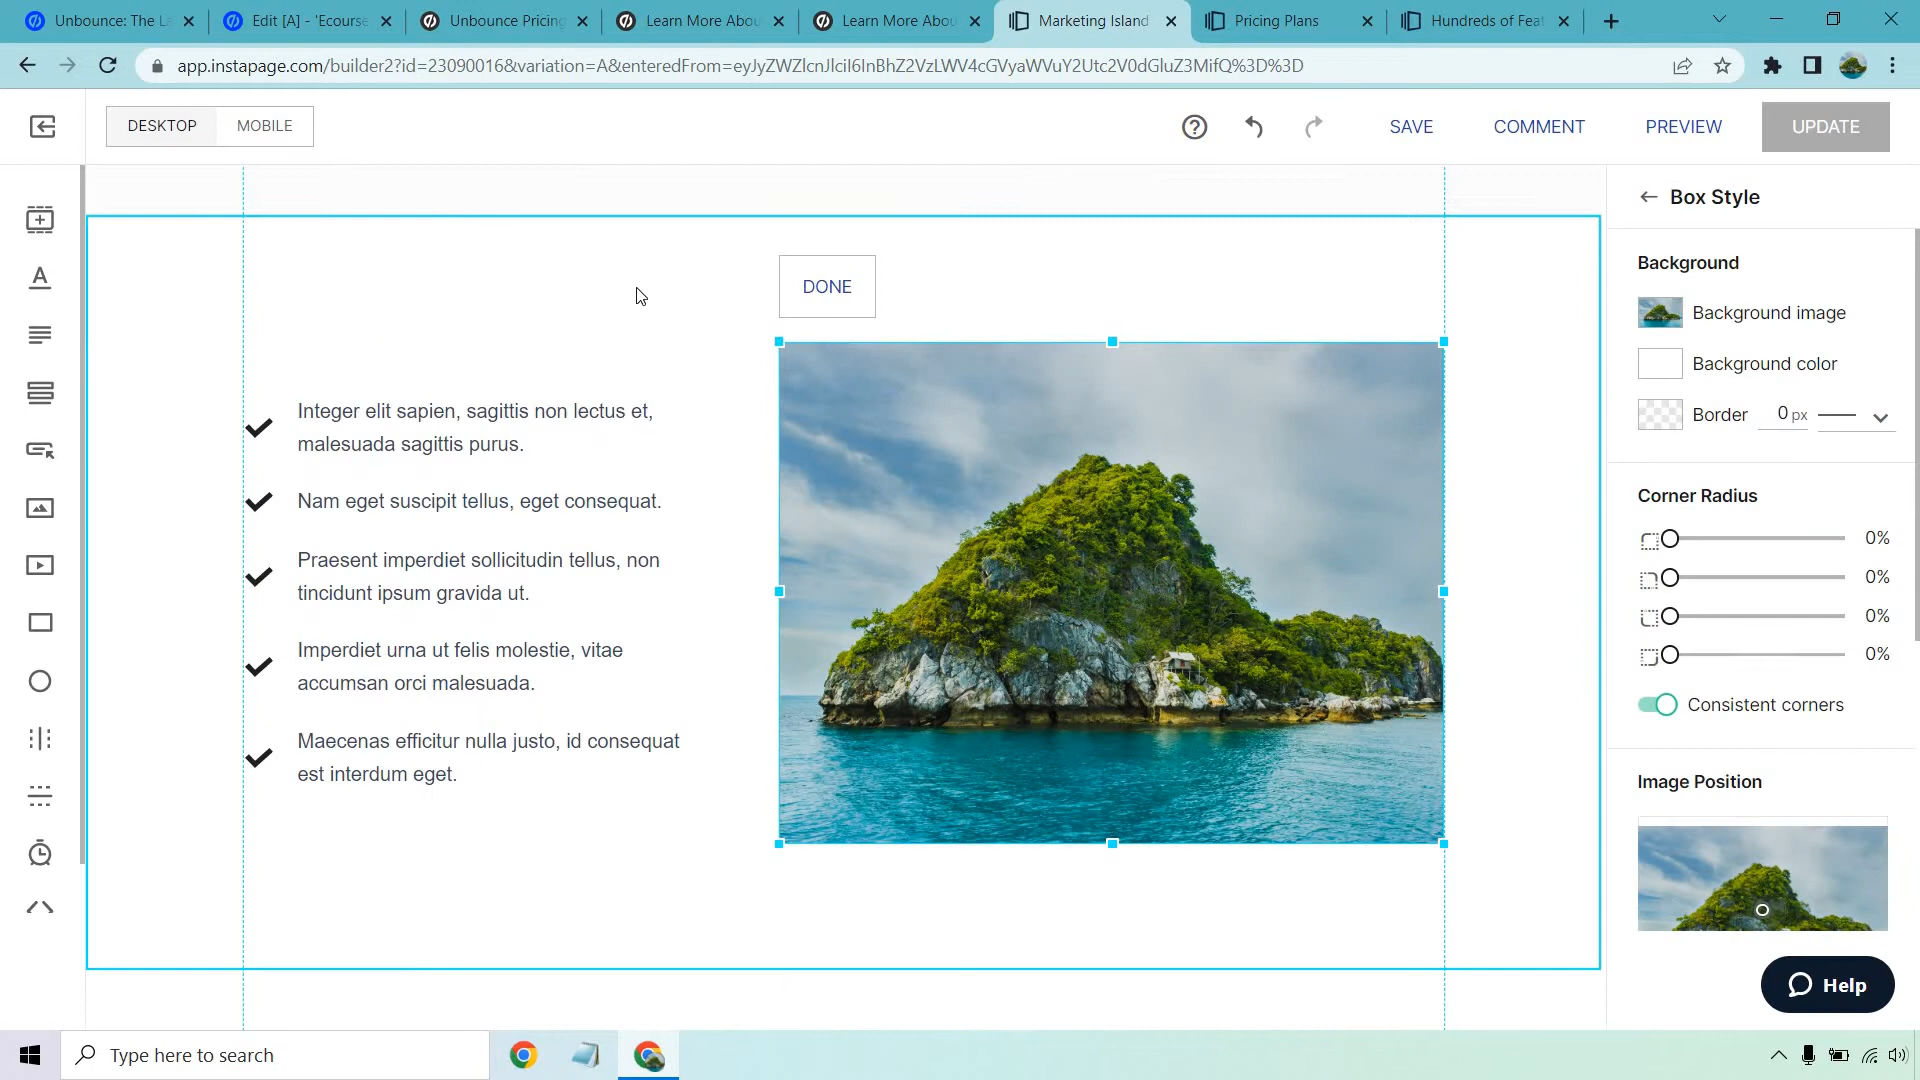 Unbounce: The La
Edit [A] - 'Ecourse
Unbounce Pricing
Learn More Abou
Learn More Abou
Marketing Island
Pricing Plans
Hundreds of Feat
app.instapage.com/builder2?id=23090016&variation=A&enteredFrom=eyJyZWZlcnJlciI6InBhZ2VzLWV4cGVyaWVuY2Utc2V0dGluZ3MifQ%3D%3D
DESKTOP
MOBILE
SAVE
COMMENT
PREVIEW
UPDATE
DONE
Integer elit sapien, sagittis non lectus et,
malesuada sagittis purus.
Nam eget suscipit tellus, eget consequat.
Praesent imperdiet sollicitudin tellus, non
tincidunt ipsum gravida ut.
Imperdiet urna ut felis molestie, vitae
accumsan orci malesuada.
Maecenas efficitur nulla justo, id consequat
est interdum eget.
Box Style
Background
Background image
Background color
Border 0 px
Corner Radius
0%
0%
0%
0%
Consistent corners
Image Position
Help
Type here to search